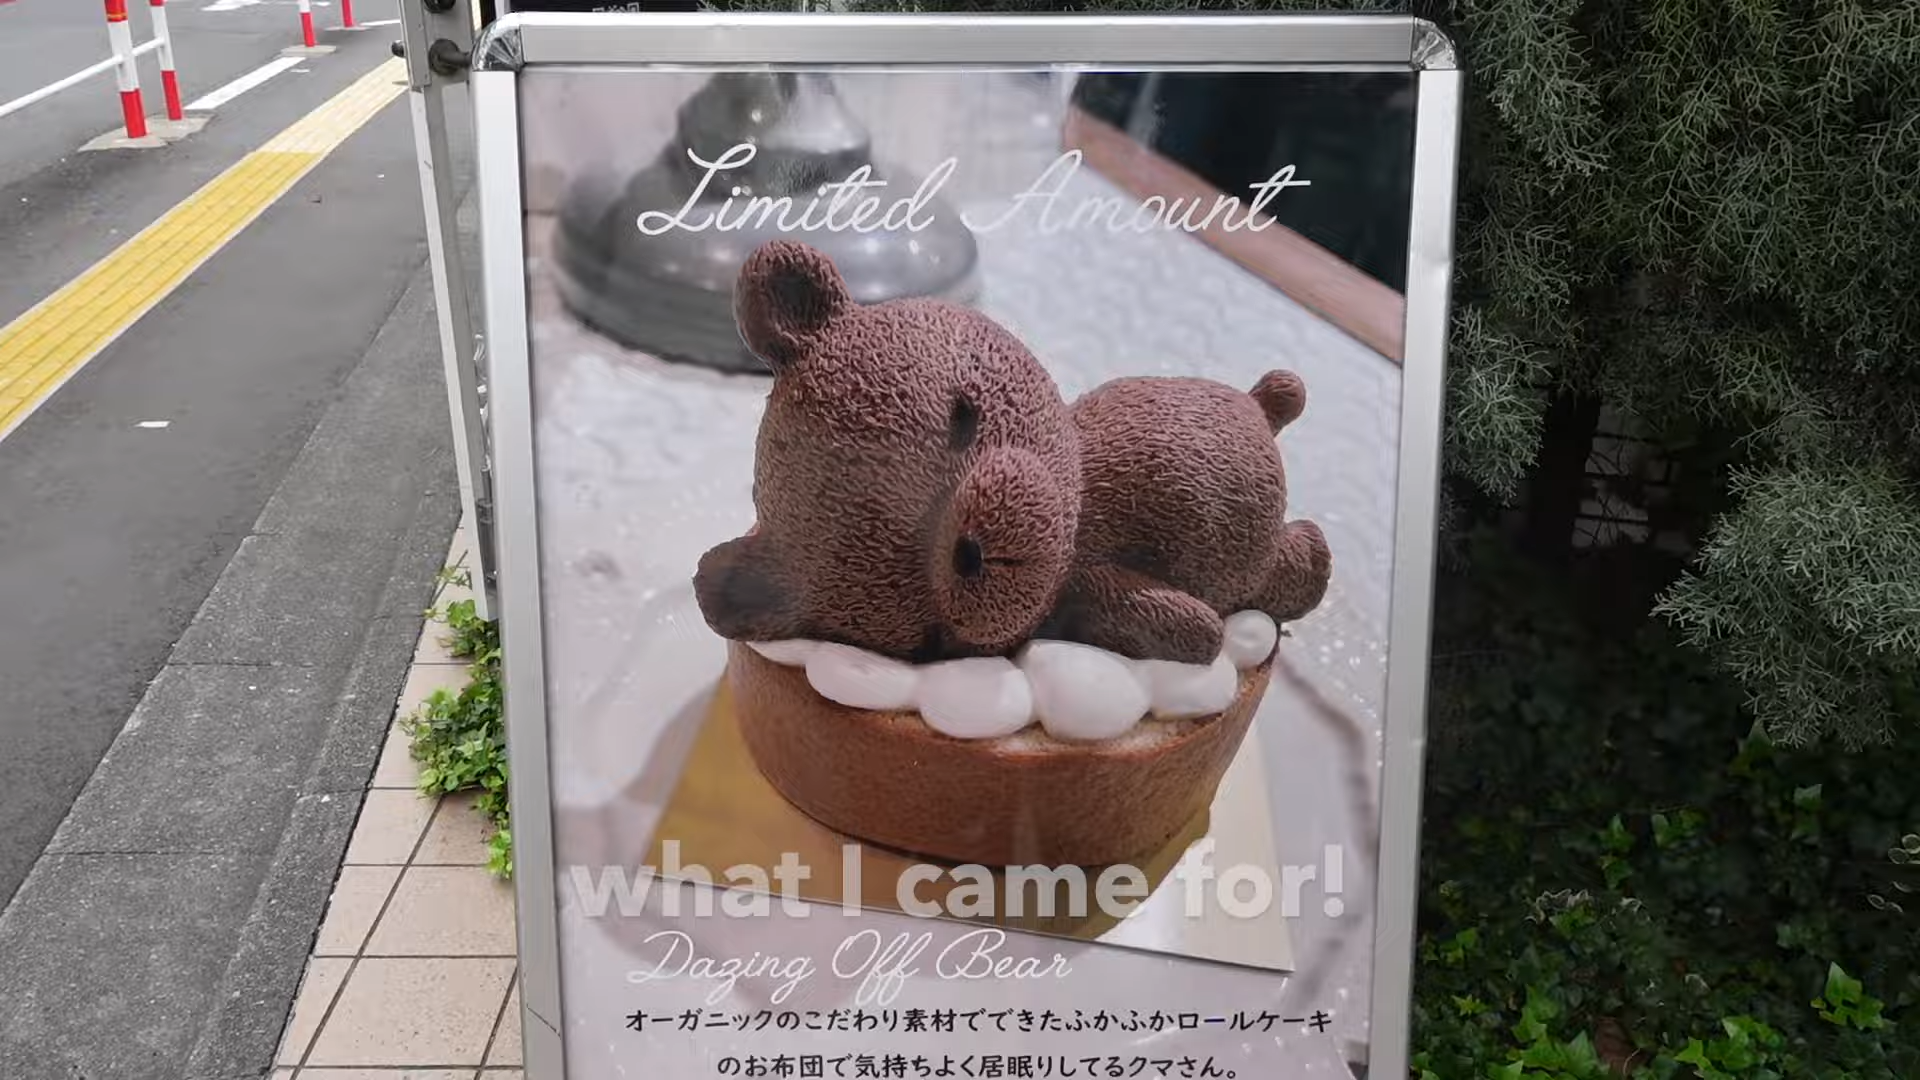 Limited Amount
what I came for!
Dazing Off Bear
オーガニックのこだわり素材でできたふかふかロールケーキ
のお布団で気持ちよく居眠りしてるクマさん。